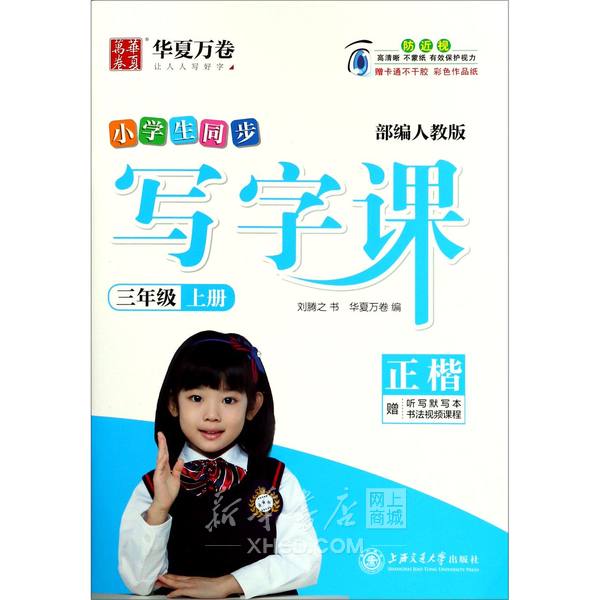 萬卷 華夏
华夏万卷
让人人写好字
防近视
高清晰 不蒙纸 有效保护视力
赠卡通不干胶 彩色作品纸
小学生同步
部编人教版
写字课
三年级 上册
刘腾之 书 华夏万卷 编
正楷
赠 听写默写本
书法视频课程
新华书店 网上商城
XHSD.COM
上海交通大学出版社
SHANGHAI JIAO TONG UNIVERSITY PRESS